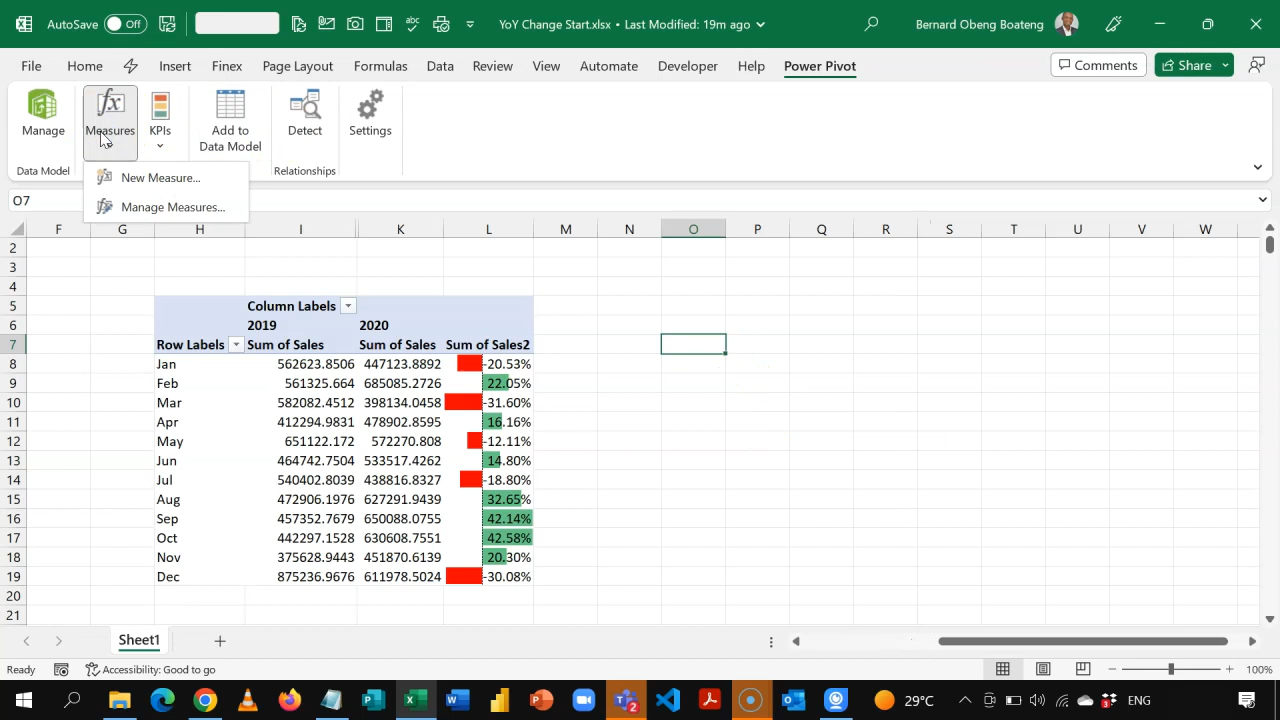 AutoSave Off
YoY Change Start.xlsx • Last Modified: 19m ago
Bernard Obeng Boateng
File Home Insert Finex Page Layout Formulas Data Review View Automate Developer Help Power Pivot
Comments Share
Manage
Measures
KPIs
Add to
Data Model
Detect
Settings
Data Model
Relationships
New Measure...
Manage Measures...
O7
F G H I K L M N O P Q R S T U V W
2
3
4
5 Column Labels
6 2019 2020
7 Row Labels Sum of Sales Sum of Sales Sum of Sales2
8 Jan 562623.8506 447123.8892 -20.53%
9 Feb 561325.664 685085.2726 22.05%
10 Mar 582082.4512 398134.0458 -31.60%
11 Apr 412294.9831 478902.8595 16.16%
12 May 651122.172 572270.808 -12.11%
13 Jun 464742.7504 533517.4262 14.80%
14 Jul 540402.8039 438816.8327 -18.80%
15 Aug 472906.1976 627291.9439 32.65%
16 Sep 457352.7679 650088.0755 42.14%
17 Oct 442297.1528 630608.7551 42.58%
18 Nov 375628.9443 451870.6139 20.30%
19 Dec 875236.9676 611978.5024 -30.08%
20
21
Sheet1
Ready Accessibility: Good to go 100%
29°C ENG